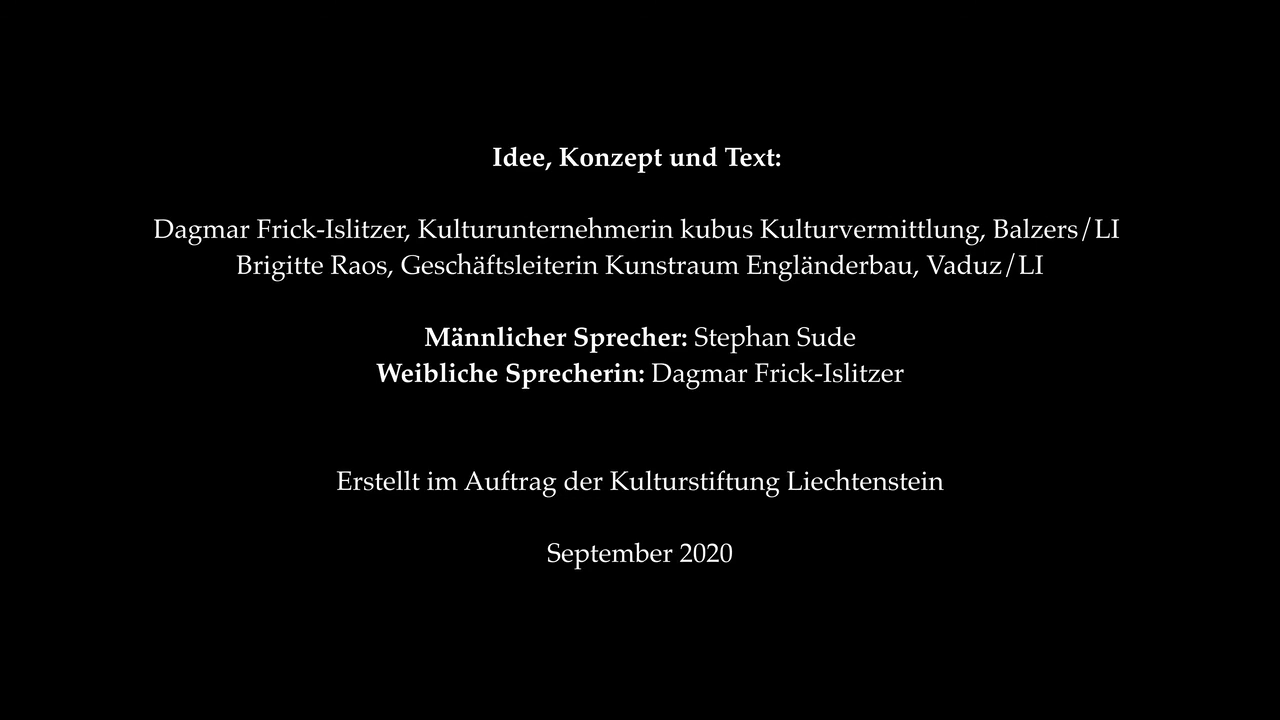 Idee, Konzept und Text:
Dagmar Frick-Islitzer, Kulturunternehmerin kubus Kulturvermittlung, Balzers/LI
Brigitte Raos, Geschäftsleiterin Kunstraum Engländerbau, Vaduz/LI
Männlicher Sprecher: Stephan Sude
Weibliche Sprecherin: Dagmar Frick-Islitzer
Erstellt im Auftrag der Kulturstiftung Liechtenstein
September 2020